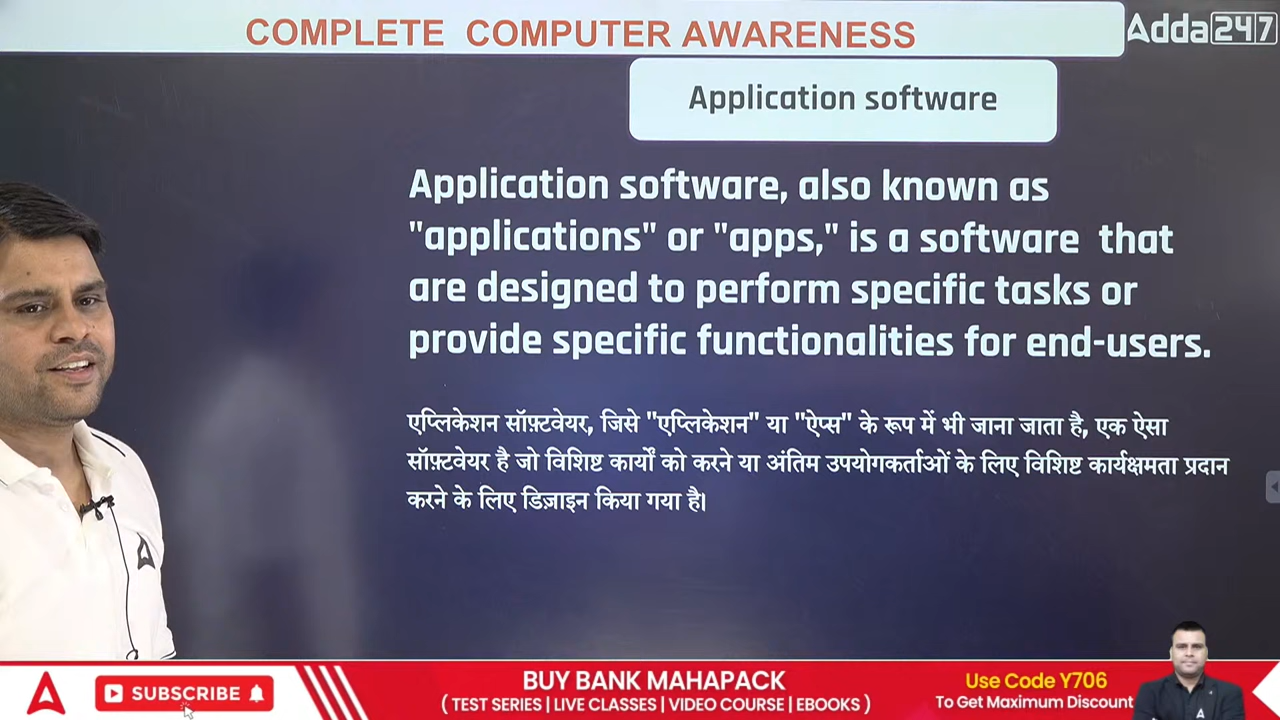 COMPLETE COMPUTER AWARENESS
Adda247
Application software
Application software, also known as
"applications" or "apps," is a software that
are designed to perform specific tasks or
provide specific functionalities for end-users.
एप्लिकेशन सॉफ़्टवेयर, जिसे "एप्लिकेशन" या "ऐप्स" के रूप में भी जाना जाता है, एक ऐसा
सॉफ़्टवेयर है जो विशिष्ट कार्यों को करने या अंतिम उपयोगकर्ताओं के लिए विशिष्ट कार्यक्षमता प्रदान
करने के लिए डिज़ाइन किया गया है।
SUBSCRIBE
BUY BANK MAHAPACK
( TEST SERIES | LIVE CLASSES | VIDEO COURSE | EBOOKS )
Use Code Y706
To Get Maximum Discount